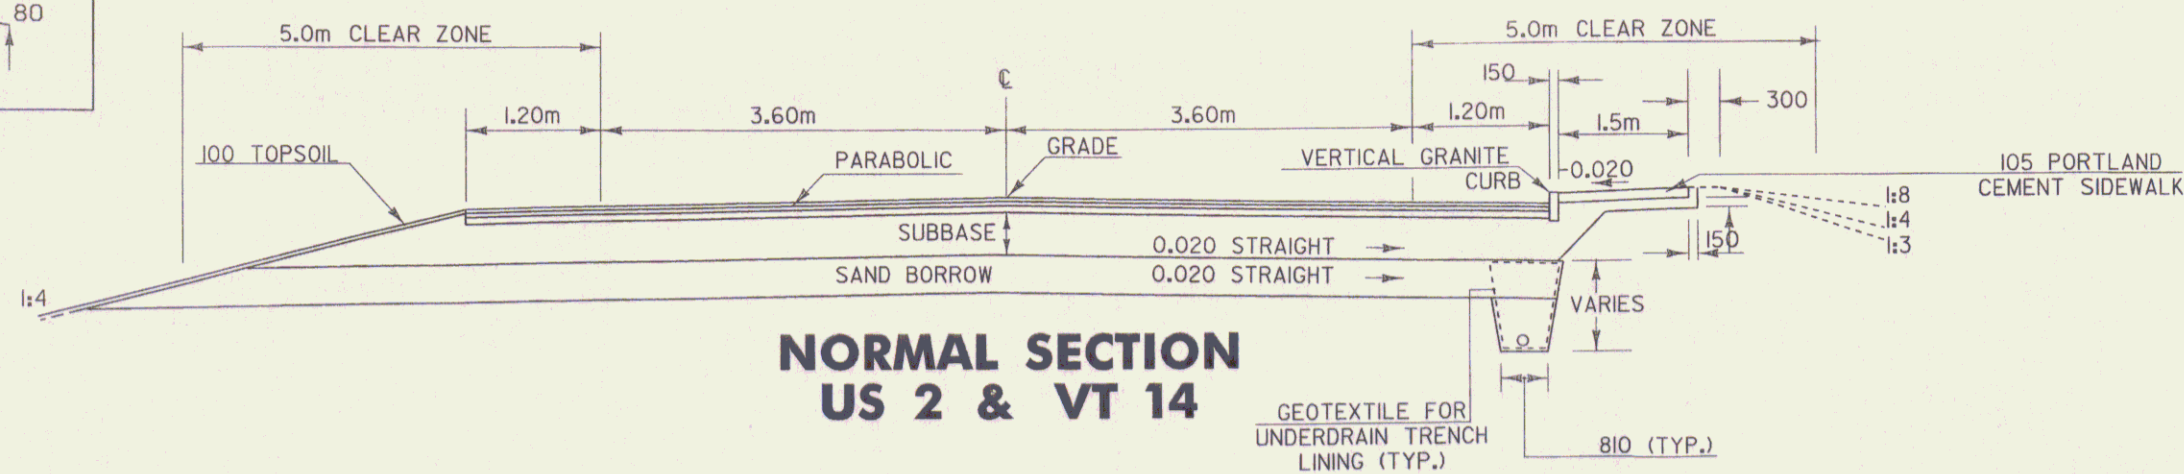 80
5.0m CLEAR ZONE
5.0m CLEAR ZONE
℄
150
300
1.20m
3.60m
3.60m
1.20m
1.5m
100 TOPSOIL
PARABOLIC
GRADE
VERTICAL GRANITE
CURB
-0.020
105 PORTLAND
CEMENT SIDEWALK
1:8
1:4
1:3
SUBBASE
0.020 STRAIGHT
150
SAND BORROW
0.020 STRAIGHT
1:4
VARIES
NORMAL SECTION
US 2 & VT 14
GEOTEXTILE FOR
UNDERDRAIN TRENCH
LINING (TYP.)
810 (TYP.)